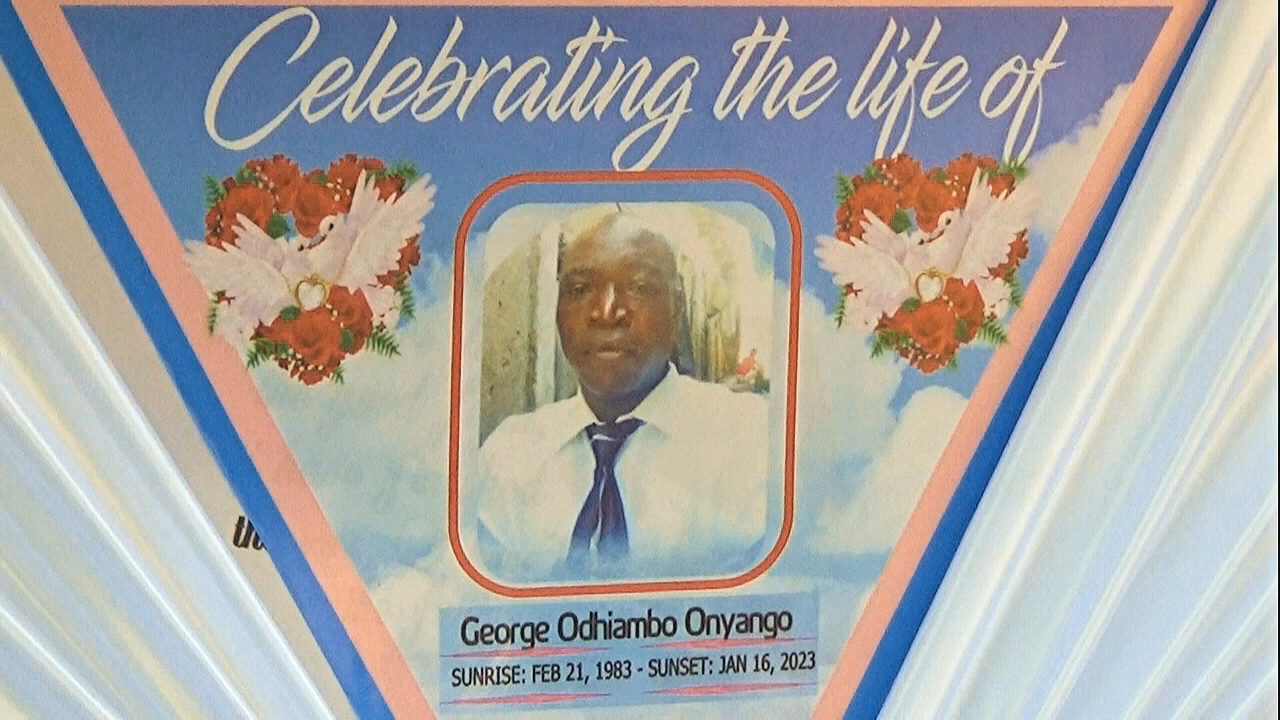 Celebrating the life of
George Odhiambo Onyango
SUNRISE: FEB 21, 1983 - SUNSET: JAN 16, 2023